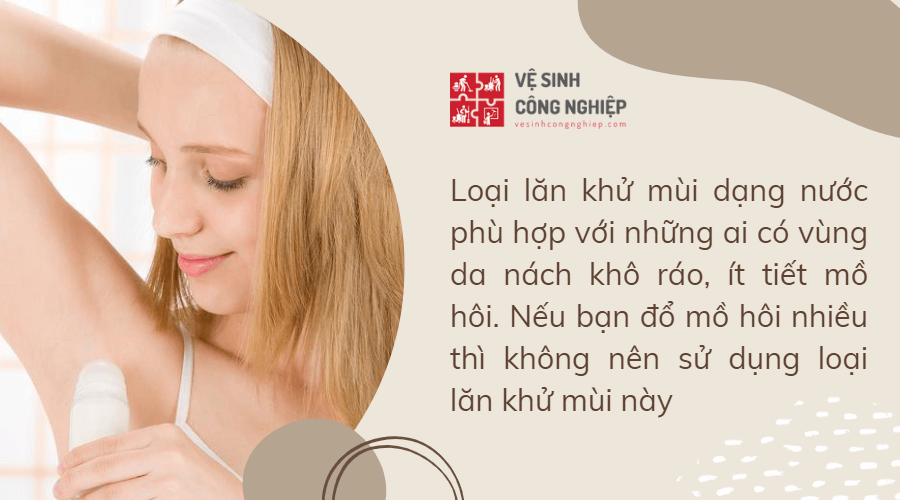 VỆ SINH
CÔNG NGHIỆP
vesinhcongnghiep.com
Loại lăn khử mùi dạng nước
phù hợp với những ai có vùng
da nách khô ráo, ít tiết mồ
hôi. Nếu bạn đổ mồ hôi nhiều
thì không nên sử dụng loại
lăn khử mùi này